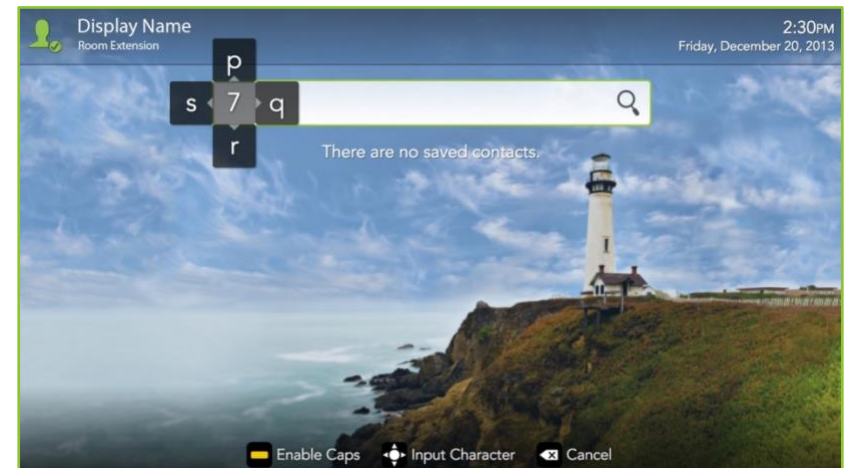 Display Name
Room Extension
2:30PM
Friday, December 20, 2013
p
s 7 q
r
There are no saved contacts.
Enable Caps Input Character Cancel